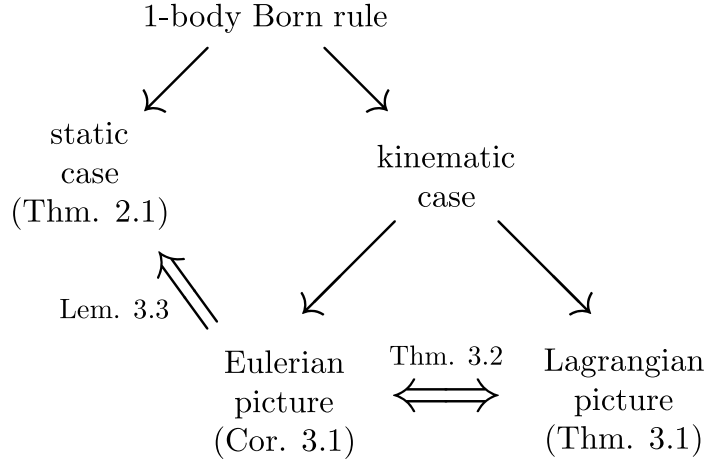 1-body Born rule
static
case
(Thm. 2.1)
kinematic
case
Lem. 3.3
Eulerian
picture
(Cor. 3.1)
Thm. 3.2
Lagrangian
picture
(Thm. 3.1)